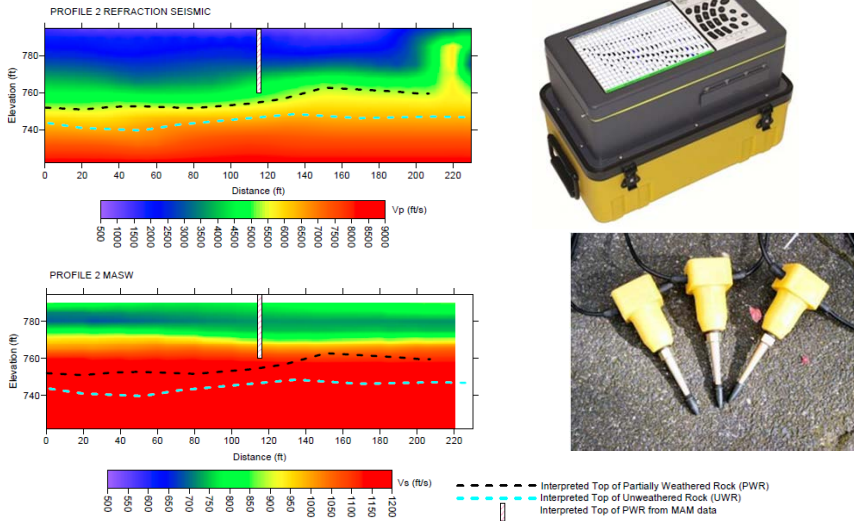 PROFILE 2 REFRACTION SEISMIC
Elevation (ft)
780
760
740
0 20 40 60 80 100 120 140 160 180 200 220
Distance (ft)
500 1000 1500 2000 2500 3000 3500 4000 4500 5000 5500 6000 6500 7000 7500 8000 8500 9000
Vp (ft/s)
PROFILE 2 MASW
Elevation (ft)
780
760
740
0 20 40 60 80 100 120 140 160 180 200 220
Distance (ft)
500 550 600 650 700 750 800 850 900 950 1000 1050 1100 1150 1200
Vs (ft/s)
Interpreted Top of Partially Weathered Rock (PWR)
Interpreted Top of Unweathered Rock (UWR)
Interpreted Top of PWR from MAM data